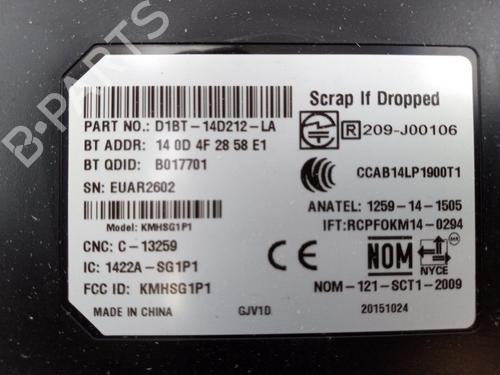 B-PARTS
Scrap If Dropped
PART NO.: D1BT-14D212-LA
R 209-J00106
BT ADDR: 14 0D 4F 28 58 E1
BT QDID: B017701
CCAB14LP1900T1
SN: EUAR2602
ANATEL: 1259-14-1505
Model: KMHSG1P1
IFT:RCPFOKM14-0294
CNC: C-13259
CE
NOM
MX
NYCE
IC: 1422A-SG1P1
FCC ID: KMHSG1P1
NOM-121-SCT1-2009
MADE IN CHINA
GJV1D
20151024